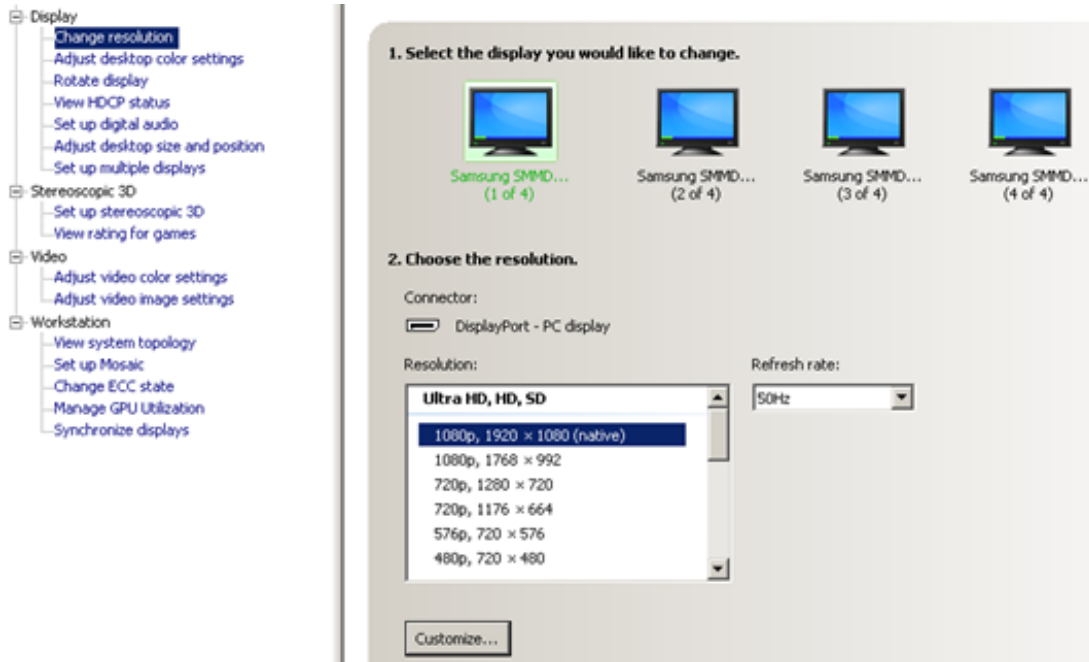 Display
Change resolution
Adjust desktop color settings
Rotate display
View HDCP status
Set up digital audio
Adjust desktop size and position
Set up multiple displays
Stereoscopic 3D
Set up stereoscopic 3D
View rating for games
Video
Adjust video color settings
Adjust video image settings
Workstation
View system topology
Set up Mosaic
Change ECC state
Manage GPU Utilization
Synchronize displays
1. Select the display you would like to change.
Samsung SMMD... Samsung SMMD... Samsung SMMD... Samsung SMMD...
(1 of 4) (2 of 4) (3 of 4) (4 of 4)
2. Choose the resolution.
Connector:
DisplayPort - PC display
Resolution: Refresh rate:
Ultra HD, HD, SD 50Hz
1080p, 1920 × 1080 (native)
1080p, 1768 × 992
720p, 1280 × 720
720p, 1176 × 664
576p, 720 × 576
480p, 720 × 480
Customize...